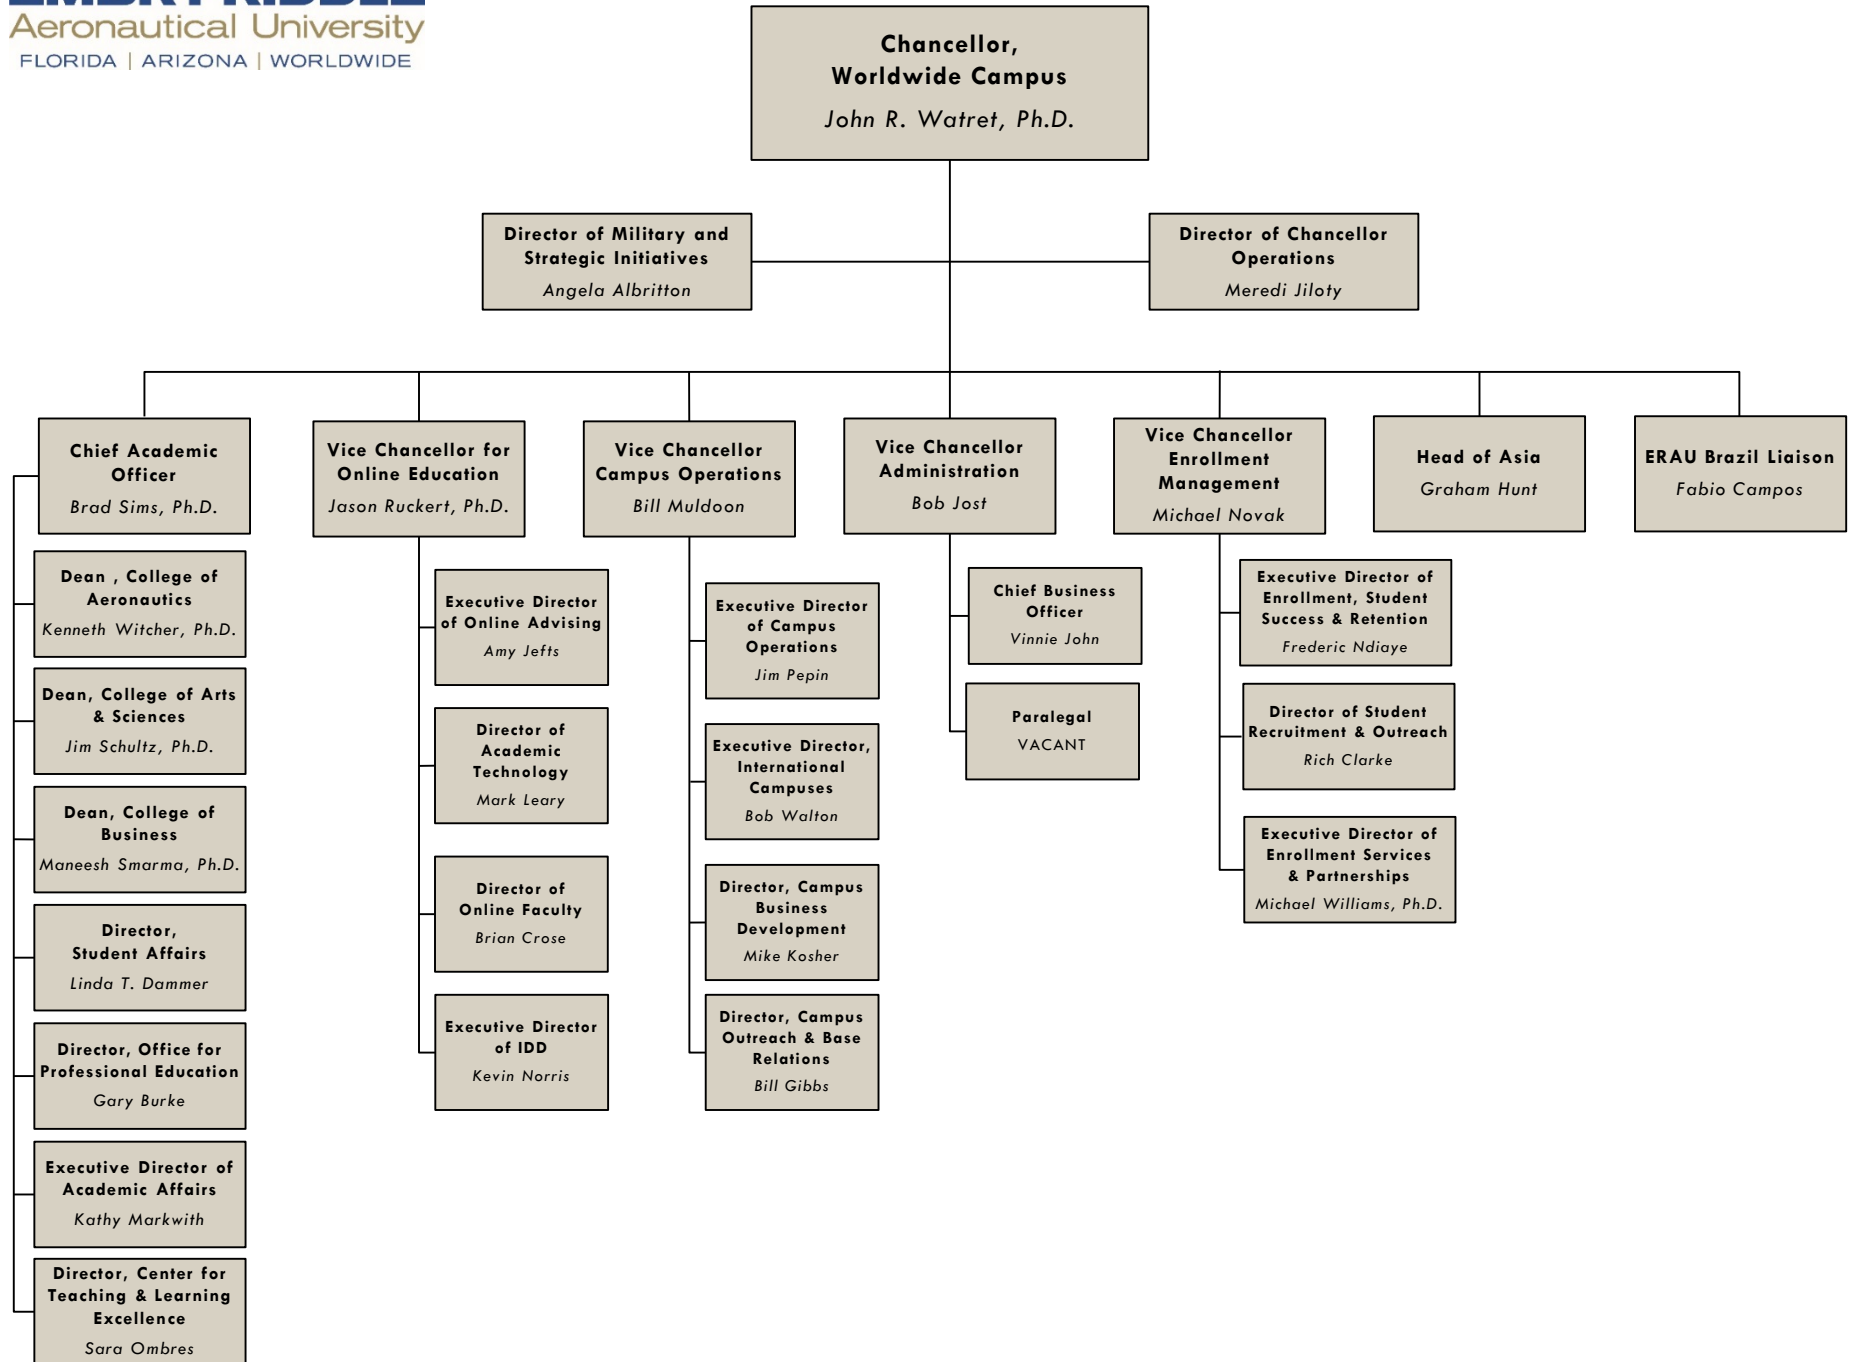 EMBRY-RIDDLE
Aeronautical University
FLORIDA | ARIZONA | WORLDWIDE
Chancellor,
Worldwide Campus
John R. Watret, Ph.D.
Director of Military and
Strategic Initiatives
Angela Albritton
Director of Chancellor
Operations
Meredi Jiloty
Chief Academic
Officer
Brad Sims, Ph.D.
Vice Chancellor for
Online Education
Jason Ruckert, Ph.D.
Vice Chancellor
Campus Operations
Bill Muldoon
Vice Chancellor
Administration
Bob Jost
Vice Chancellor
Enrollment
Management
Michael Novak
Head of Asia
Graham Hunt
ERAU Brazil Liaison
Fabio Campos
Dean , College of
Aeronautics
Kenneth Witcher, Ph.D.
Dean, College of Arts
& Sciences
Jim Schultz, Ph.D.
Dean, College of
Business
Maneesh Smarma, Ph.D.
Director,
Student Affairs
Linda T. Dammer
Director, Office for
Professional Education
Gary Burke
Executive Director of
Academic Affairs
Kathy Markwith
Director, Center for
Teaching & Learning
Excellence
Sara Ombres
Executive Director
of Online Advising
Amy Jefts
Director of
Academic
Technology
Mark Leary
Director of
Online Faculty
Brian Crose
Executive Director
of IDD
Kevin Norris
Executive Director
of Campus
Operations
Jim Pepin
Executive Director,
International
Campuses
Bob Walton
Director, Campus
Business
Development
Mike Kosher
Director, Campus
Outreach & Base
Relations
Bill Gibbs
Chief Business
Officer
Vinnie John
Paralegal
VACANT
Executive Director of
Enrollment, Student
Success & Retention
Frederic Ndiaye
Director of Student
Recruitment & Outreach
Rich Clarke
Executive Director of
Enrollment Services
& Partnerships
Michael Williams, Ph.D.